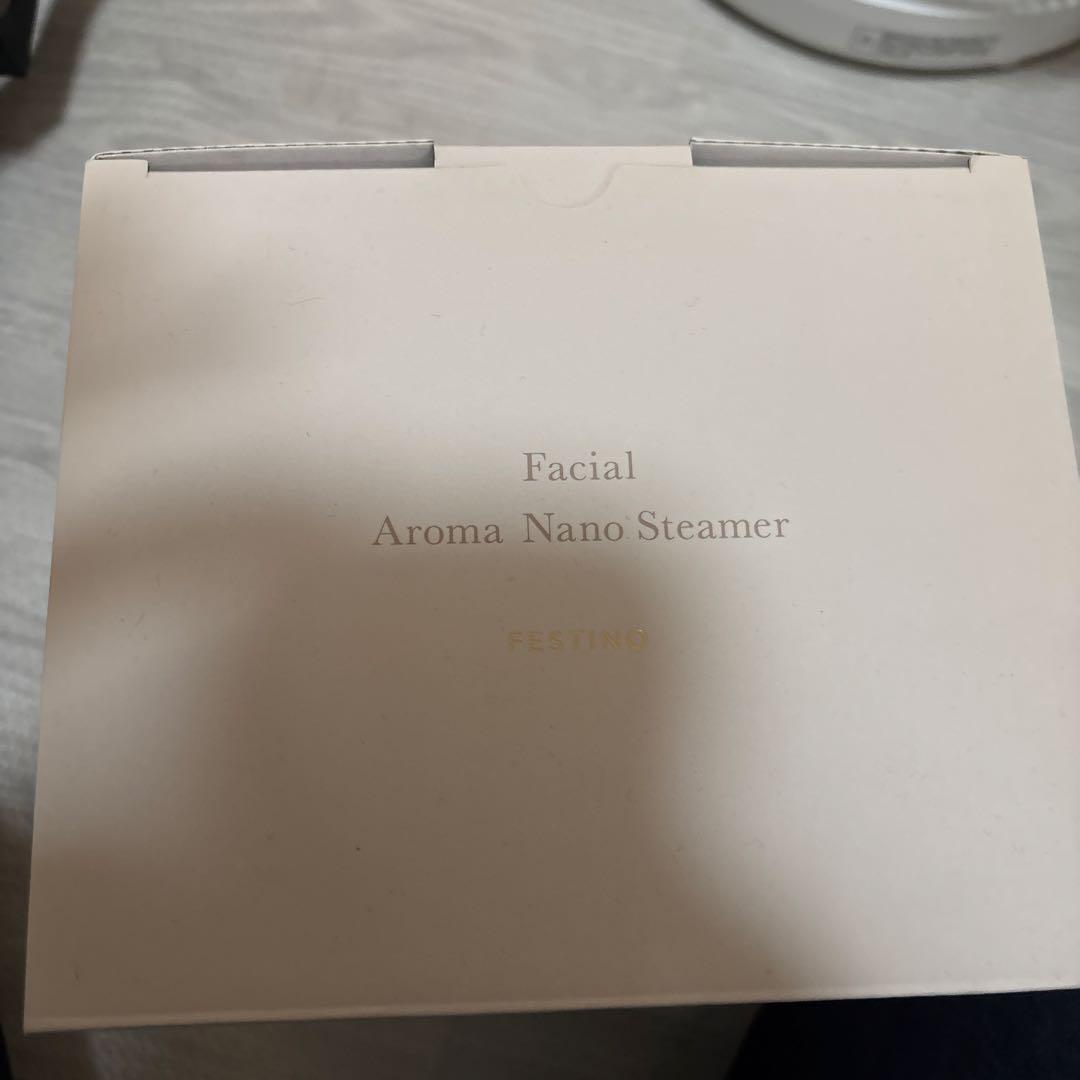 Facial
Aroma Nano Steamer
FESTINO